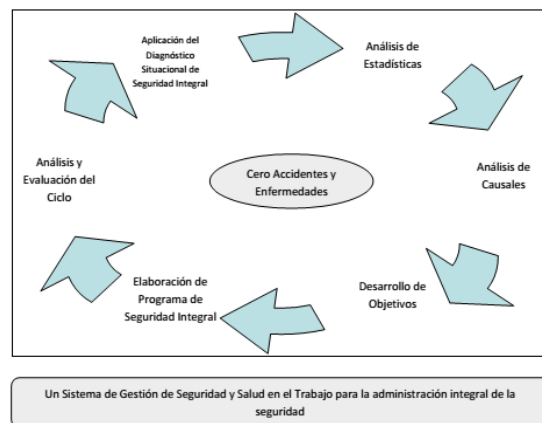 Aplicación del
Diagnóstico
Situacional de
Seguridad Integral
Análisis de
Estadísticas
Análisis de
Causales
Desarrollo de
Objetivos
Elaboración de
Programa de
Seguridad Integral
Análisis y
Evaluación del
Ciclo
Cero Accidentes y
Enfermedades
Un Sistema de Gestión de Seguridad y Salud en el Trabajo para la administración integral de la
seguridad